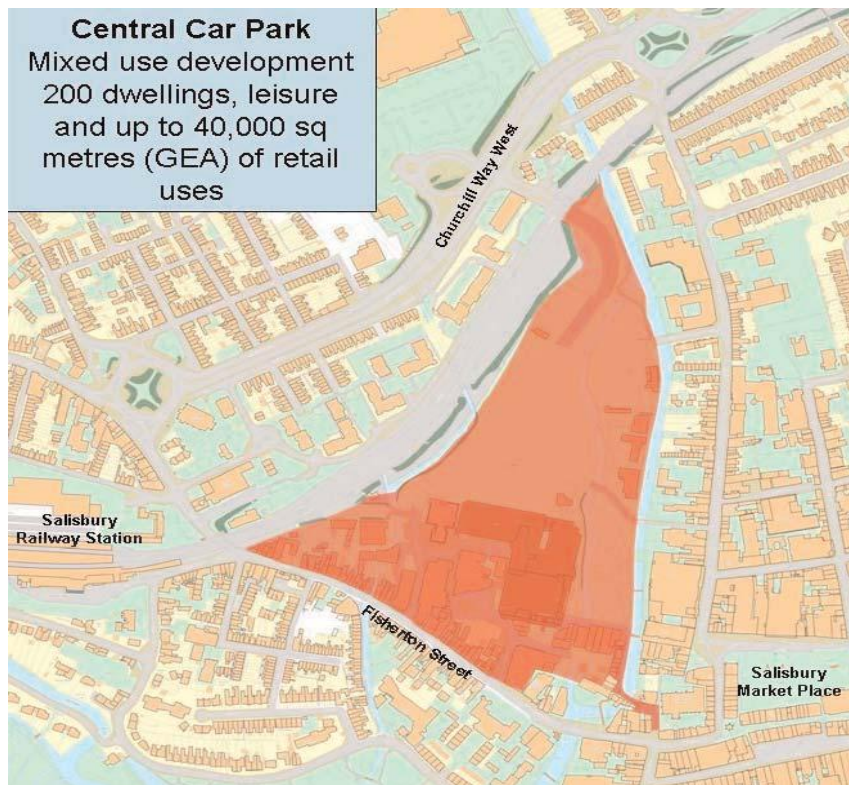 Central Car Park
Mixed use development
200 dwellings, leisure
and up to 40,000 sq
metres (GEA) of retail
uses
Churchill Way West
Salisbury
Railway Station
Fisherton Street
Salisbury
Market Place